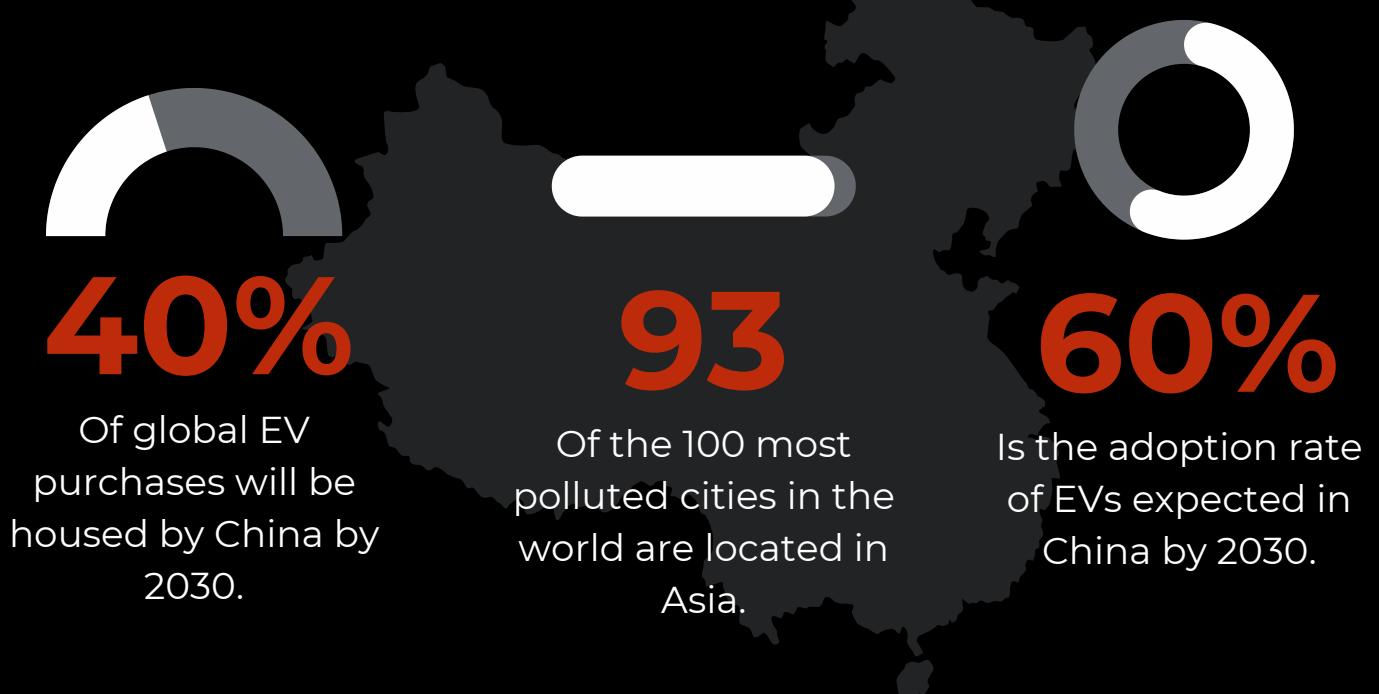 40%
Of global EV
purchases will be
housed by China by
2030.
93
Of the 100 most
polluted cities in the
world are located in
Asia.
60%
Is the adoption rate
of EVs expected in
China by 2030.